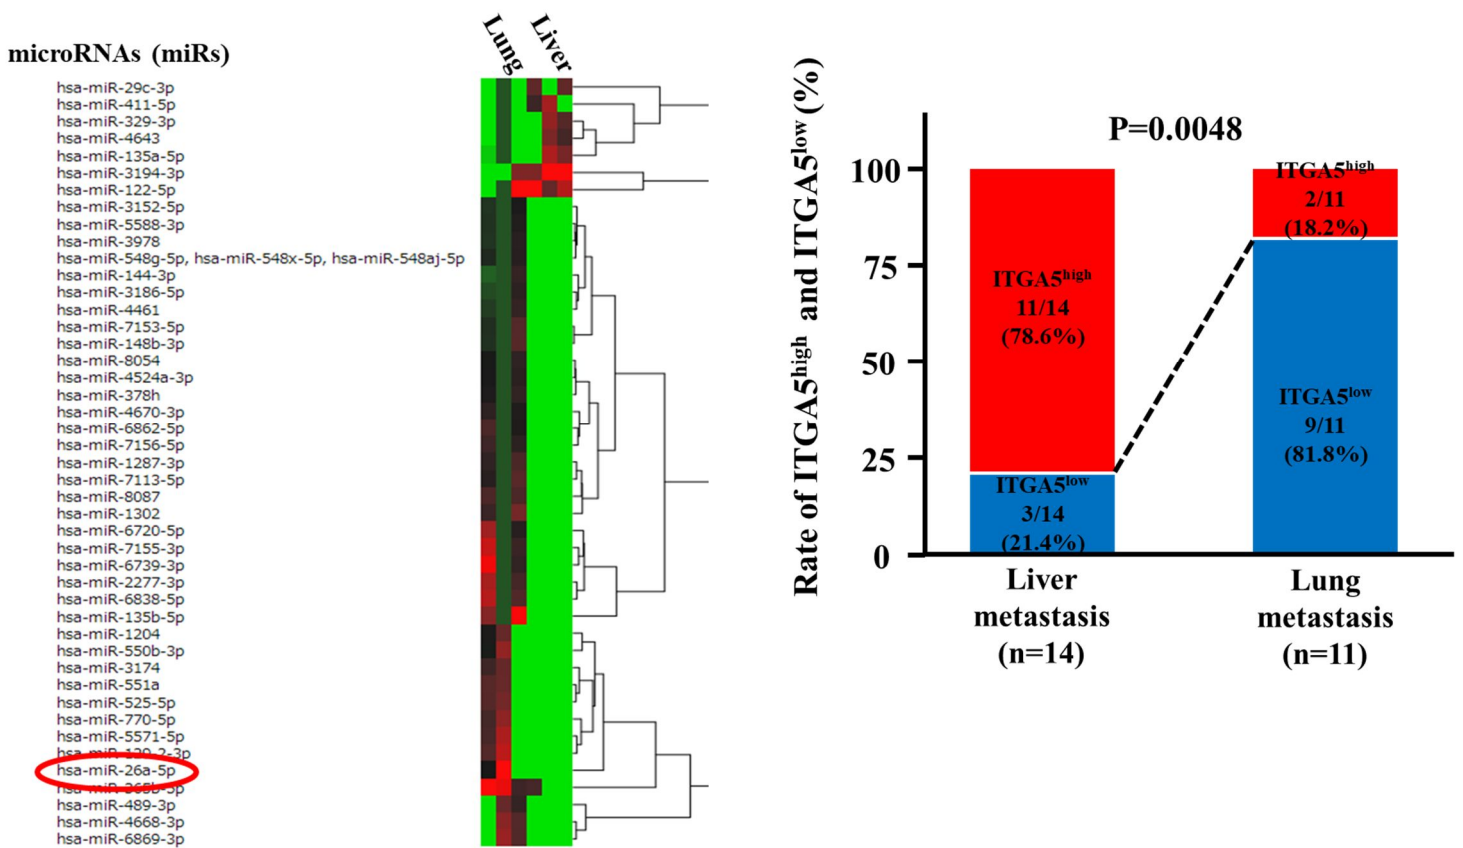 microRNAs (miRs)
Lung
Liver
hsa-miR-29c-3p
hsa-miR-411-5p
hsa-miR-329-3p
hsa-miR-4643
hsa-miR-135a-5p
hsa-miR-3194-3p
hsa-miR-122-5p
hsa-miR-3152-5p
hsa-miR-5588-3p
hsa-miR-3978
hsa-miR-548g-5p, hsa-miR-548x-5p, hsa-miR-548aj-5p
hsa-miR-144-3p
hsa-miR-3186-5p
hsa-miR-4461
hsa-miR-7153-5p
hsa-miR-148b-3p
hsa-miR-8054
hsa-miR-4524a-3p
hsa-miR-378h
hsa-miR-4670-3p
hsa-miR-6862-5p
hsa-miR-7156-5p
hsa-miR-1287-3p
hsa-miR-7113-5p
hsa-miR-8087
hsa-miR-1302
hsa-miR-6720-5p
hsa-miR-7155-3p
hsa-miR-6739-3p
hsa-miR-2277-3p
hsa-miR-6838-5p
hsa-miR-135b-5p
hsa-miR-1204
hsa-miR-550b-3p
hsa-miR-3174
hsa-miR-551a
hsa-miR-525-5p
hsa-miR-770-5p
hsa-miR-5571-5p
hsa-miR-129-2-3p
hsa-miR-26a-5p
hsa-miR-365b-5p
hsa-miR-489-3p
hsa-miR-4668-3p
hsa-miR-6869-3p
Rate of ITGA5high and ITGA5low (%)
P=0.0048
100
75
50
25
0
ITGA5high
11/14
(78.6%)
ITGA5low
3/14
(21.4%)
ITGA5high
2/11
(18.2%)
ITGA5low
9/11
(81.8%)
Liver
metastasis
(n=14)
Lung
metastasis
(n=11)